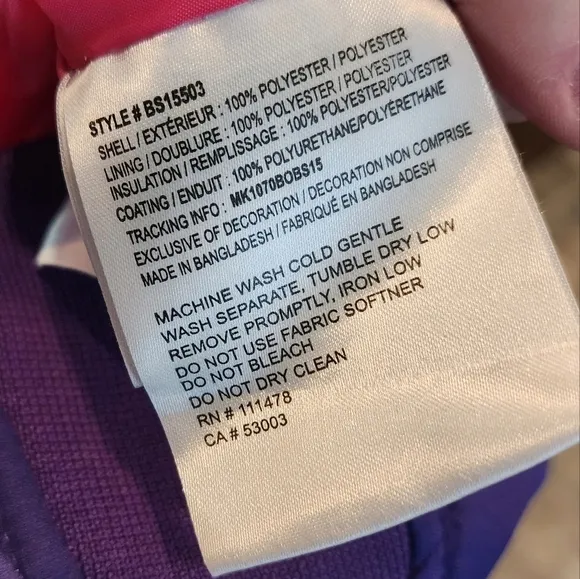 STYLE # BS15503
SHELL / EXTÉRIEUR : 100% POLYESTER / POLYESTER
LINING / DOUBLURE : 100% POLYESTER / POLYESTER
INSULATION / REMPLISSAGE : 100% POLYESTER/POLYESTER
COATING / ENDUIT : 100% POLYURETHANE/POLYÉRETHANE
TRACKING INFO : MK1070BOBS15
EXCLUSIVE OF DECORATION / DECORATION NON COMPRISE
MADE IN BANGLADESH / FABRIQUÉ EN BANGLADESH
MACHINE WASH COLD GENTLE
WASH SEPARATE, TUMBLE DRY LOW
REMOVE PROMPTLY, IRON LOW
DO NOT USE FABRIC SOFTNER
DO NOT BLEACH
DO NOT DRY CLEAN
RN # 111478
CA # 53003